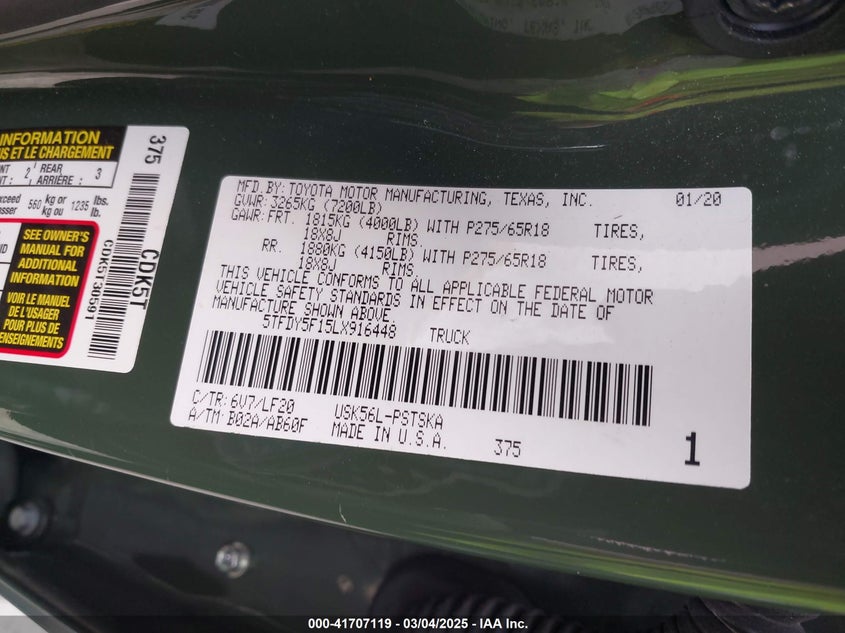 INFORMATION
IS ET LE CHARGEMENT
2 REAR
ARRIÈRE : 3
560 kg or 1235 lbs.
kg ou lb.
SEE OWNER'S
MANUAL FOR
ADDITIONAL
INFORMATION
VOIR LE MANUEL
DE L'USAGER
POUR PLUS DE
RENSEIGNEMENTS
375
CDK5T
CDK5T30591
MFD.BY:TOYOTA MOTOR MANUFACTURING, TEXAS, INC. 01/20
GVWR:3265KG (7200LB)
GAWR:FRT. 1815KG (4000LB) WITH P275/65R18 TIRES,
18X8J RIMS.
RR. 1880KG (4150LB) WITH P275/65R18 TIRES,
18X8J RIMS.
THIS VEHICLE CONFORMS TO ALL APPLICABLE FEDERAL MOTOR
VEHICLE SAFETY STANDARDS IN EFFECT ON THE DATE OF
MANUFACTURE SHOWN ABOVE.
5TFDY5F15LX916448 TRUCK
C/TR:6V7/LF20 USK56L-PSTSKA
A/TM:B02A/AB60F MADE IN U.S.A. 375 1
000-41707119 — 03/04/2025 - IAA Inc.